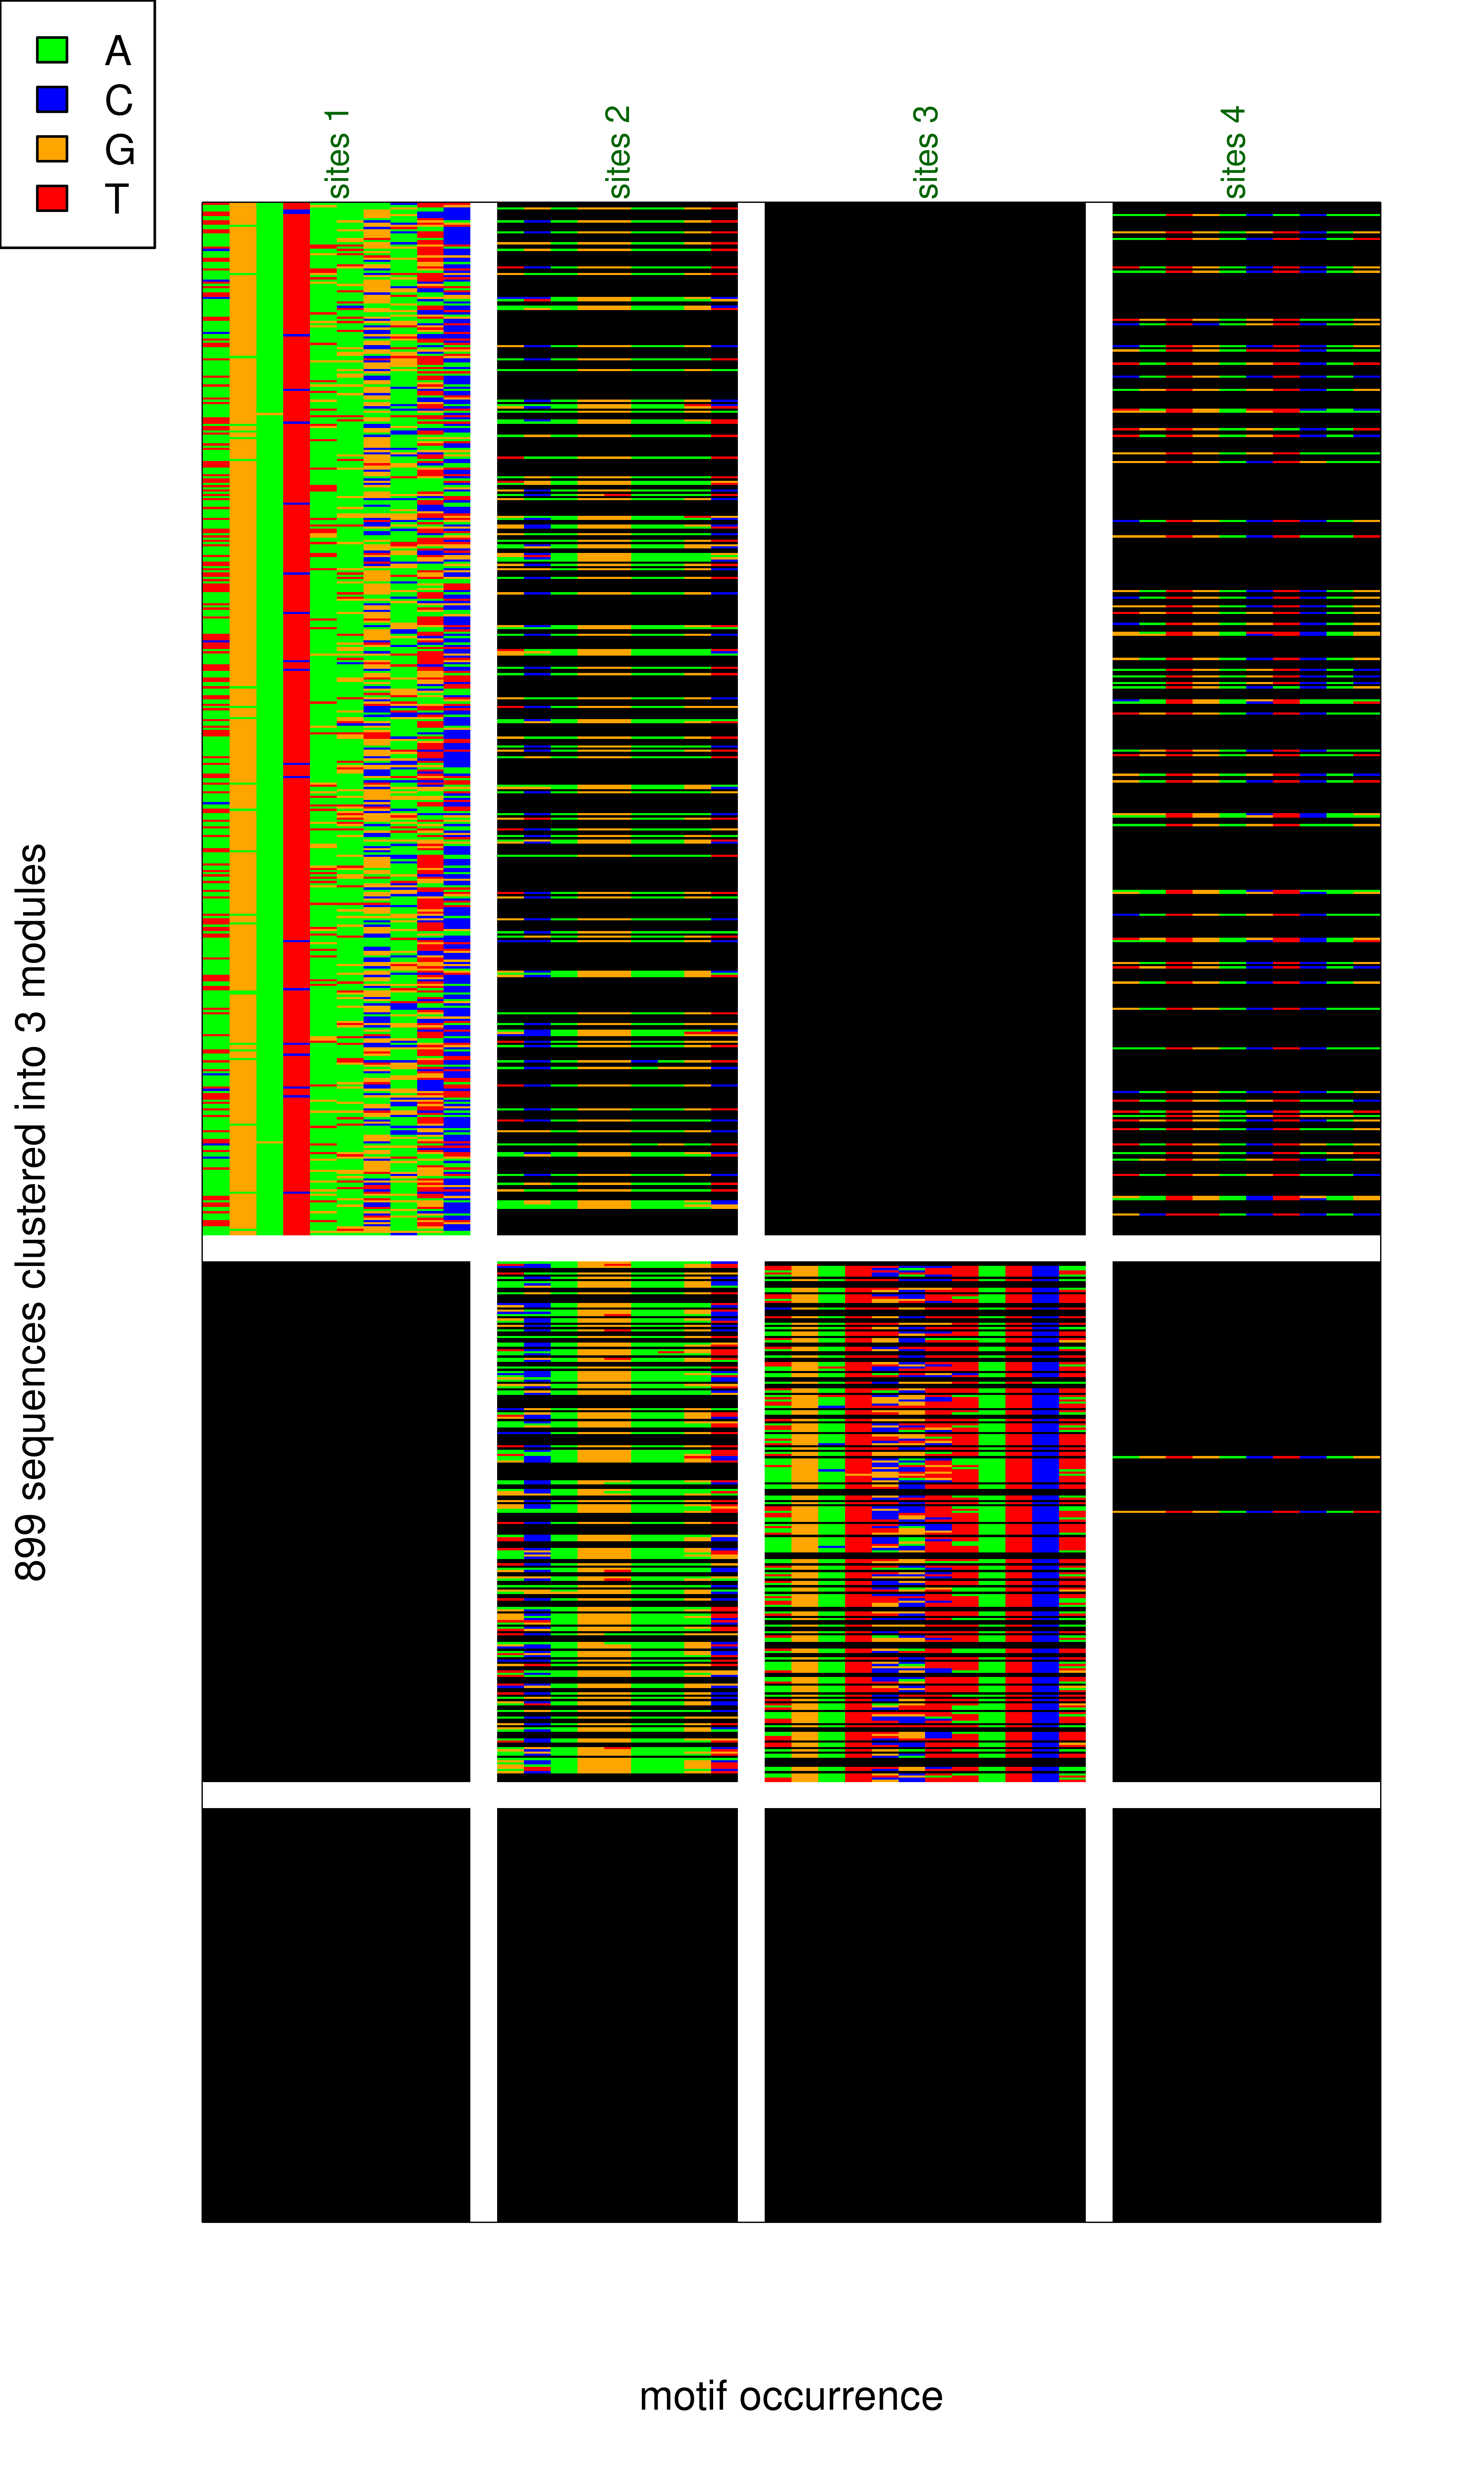 A
C
G
T
sites 1
sites 2
sites 3
sites 4
899 sequences clustered into 3 modules
motif occurrence